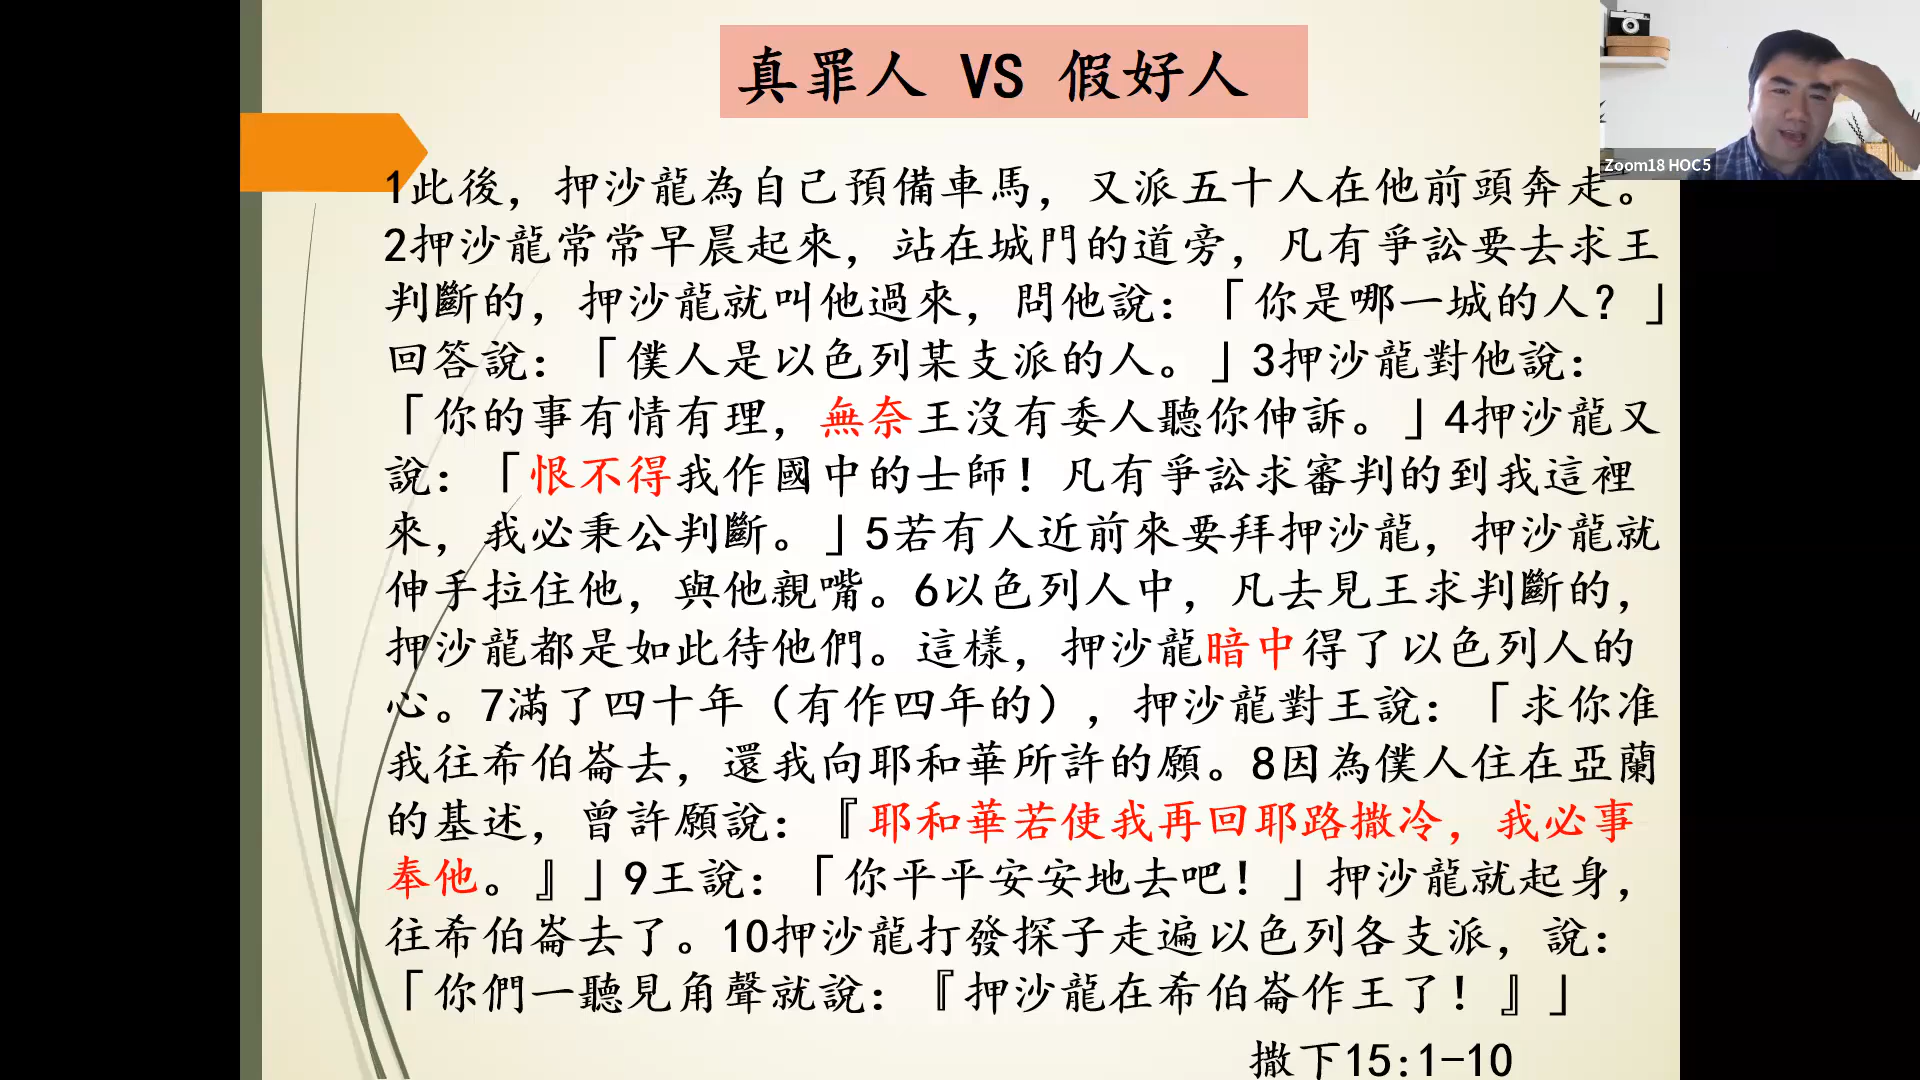 真罪人 VS 假好人
Zoom18 HOC5
1此後，押沙龍為自己預備車馬，又派五十人在他前頭奔走。
2押沙龍常常早晨起來，站在城門的道旁，凡有爭訟要去求王
判斷的，押沙龍就叫他過來，問他說：「你是哪一城的人？」
回答說：「僕人是以色列某支派的人。」3押沙龍對他說：
「你的事有情有理，無奈王沒有委人聽你伸訴。」4押沙龍又
說：「恨不得我作國中的士師！凡有爭訟求審判的到我這裡
來，我必秉公判斷。」5若有人近前來要拜押沙龍，押沙龍就
伸手拉住他，與他親嘴。6以色列人中，凡去見王求判斷的，
押沙龍都是如此待他們。這樣，押沙龍暗中得了以色列人的
心。7滿了四十年（有作四年的），押沙龍對王說：「求你准
我往希伯崙去，還我向耶和華所許的願。8因為僕人住在亞蘭
的基述，曾許願說：『耶和華若使我再回耶路撒冷，我必事
奉他。』」9王說：「你平平安安地去吧！」押沙龍就起身，
往希伯崙去了。10押沙龍打發探子走遍以色列各支派，說：
「你們一聽見角聲就說：『押沙龍在希伯崙作王了！』」
撒下15:1-10